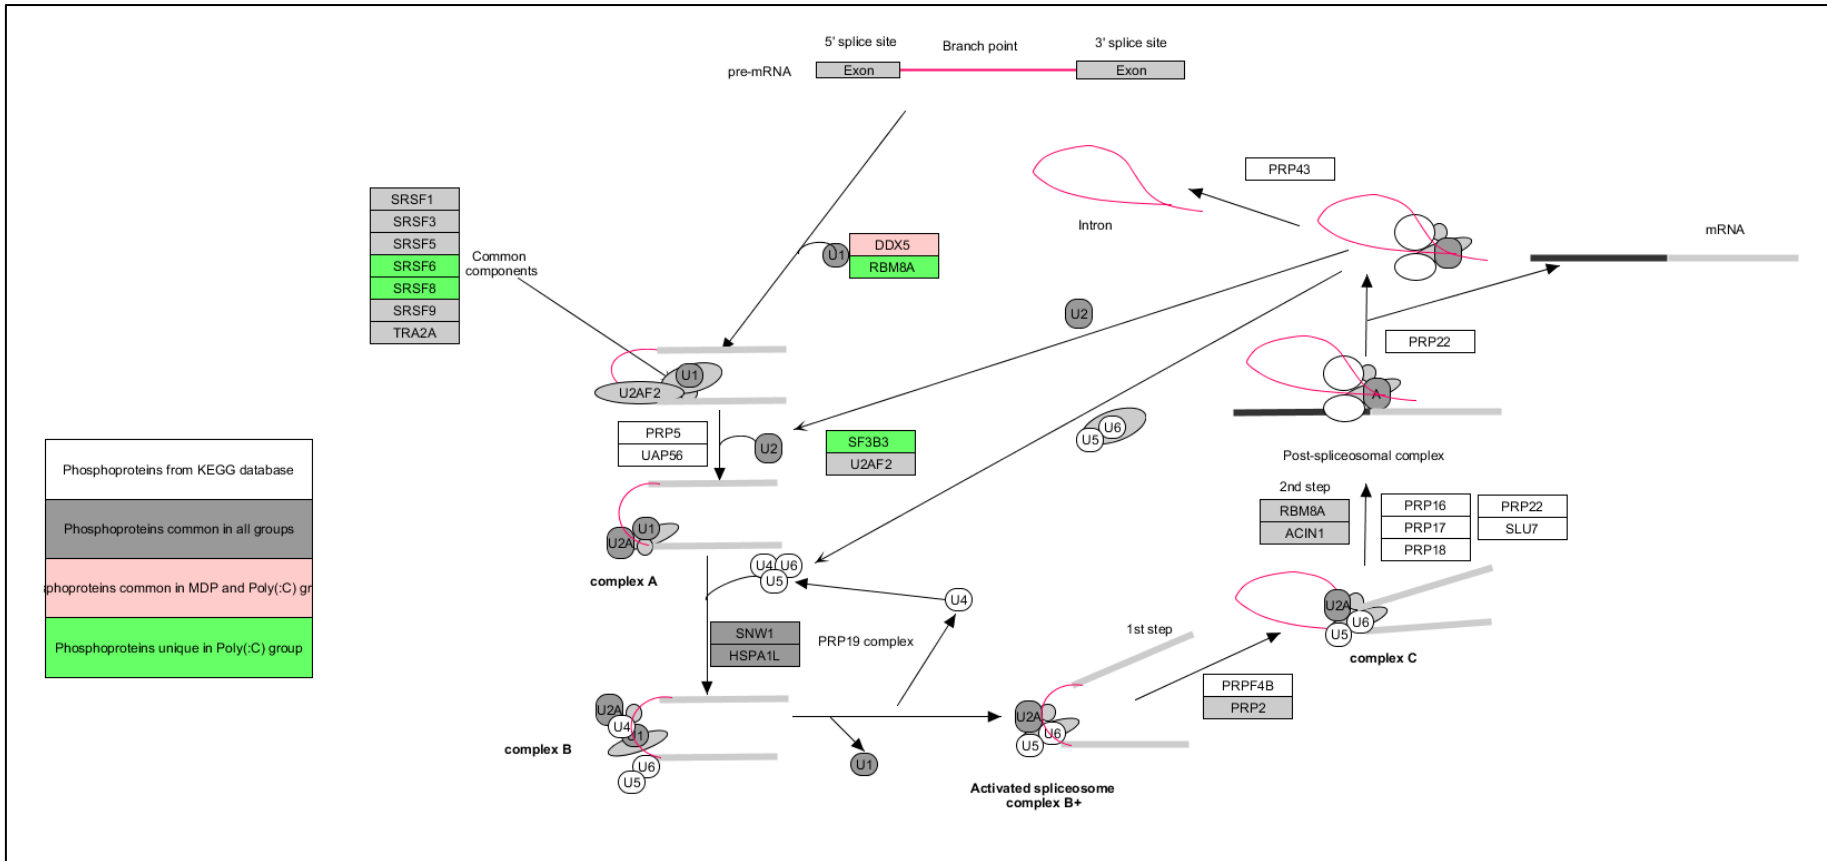 5' splice site
Branch point
3' splice site
pre-mRNA
Exon
Exon
PRP43
SRSF1
SRSF3
SRSF5
SRSF6
SRSF8
SRSF9
TRA2A
Common
components
U1
DDX5
RBM8A
Intron
mRNA
U2
PRP22
U1
U2AF2
A
PRP5
UAP56
U2
SF3B3
U2AF2
U6
U5
Post-spliceosomal complex
2nd step
RBM8A
ACIN1
PRP16
PRP17
PRP18
PRP22
SLU7
Phosphoproteins from KEGG database
Phosphoproteins common in all groups
phoproteins common in MDP and Poly(:C) gr
Phosphoproteins unique in Poly(:C) group
U1
U2A
complex A
U4
U6
U5
U4
SNW1
HSPA1L
PRP19 complex
1st step
U2A
U6
U5
complex C
PRPF4B
PRP2
U2A
U4
U1
U6
U5
complex B
U1
U2A
U6
U5
Activated spliceosome
complex B+